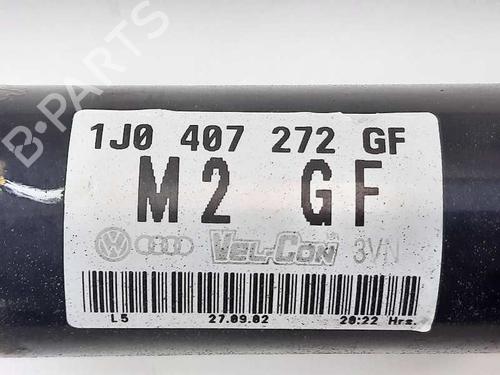 B-PARTS
1J0 407 272 GF
M2 GF
VEL-CON 3VN
L5 27.09.02 20:22 Hrs.